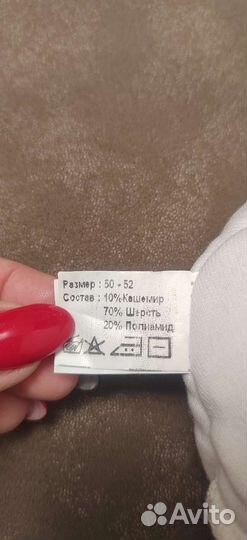 Размер : 50 - 52
Состав : 10%Кашемир
70% Шерсть
20% Полиамид
Avito